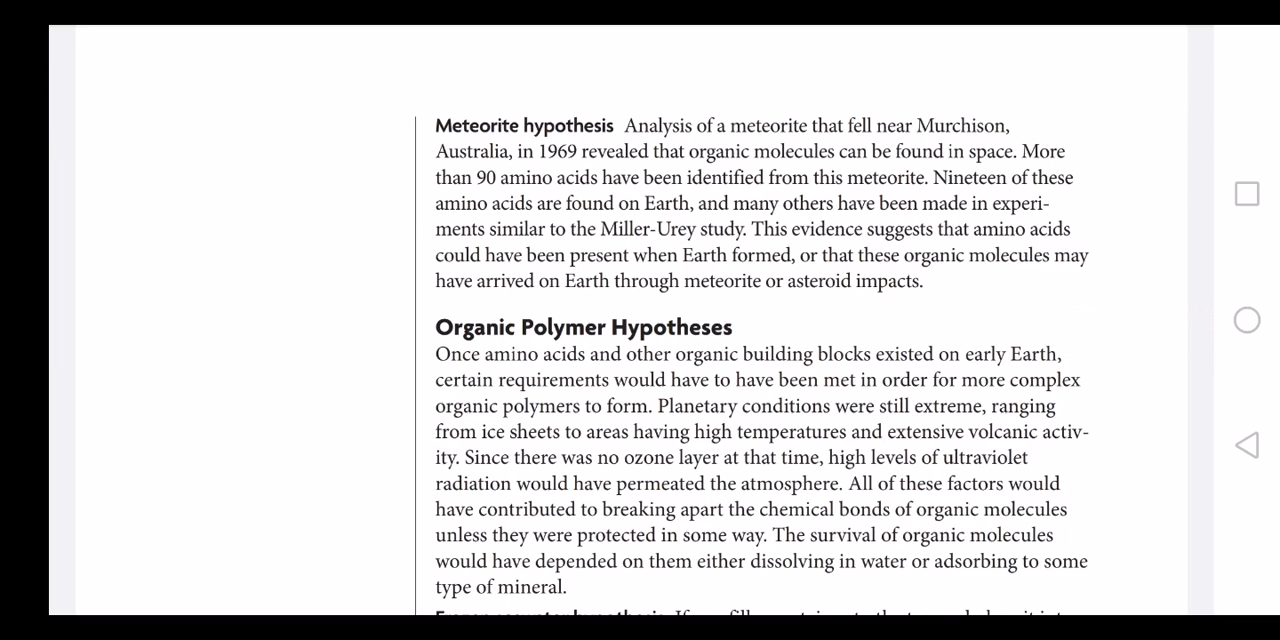 Meteorite hypothesis Analysis of a meteorite that fell near Murchison,
Australia, in 1969 revealed that organic molecules can be found in space. More
than 90 amino acids have been identified from this meteorite. Nineteen of these
amino acids are found on Earth, and many others have been made in experi-
ments similar to the Miller-Urey study. This evidence suggests that amino acids
could have been present when Earth formed, or that these organic molecules may
have arrived on Earth through meteorite or asteroid impacts.
Organic Polymer Hypotheses
Once amino acids and other organic building blocks existed on early Earth,
certain requirements would have to have been met in order for more complex
organic polymers to form. Planetary conditions were still extreme, ranging
from ice sheets to areas having high temperatures and extensive volcanic activ-
ity. Since there was no ozone layer at that time, high levels of ultraviolet
radiation would have permeated the atmosphere. All of these factors would
have contributed to breaking apart the chemical bonds of organic molecules
unless they were protected in some way. The survival of organic molecules
would have depended on them either dissolving in water or adsorbing to some
type of mineral.